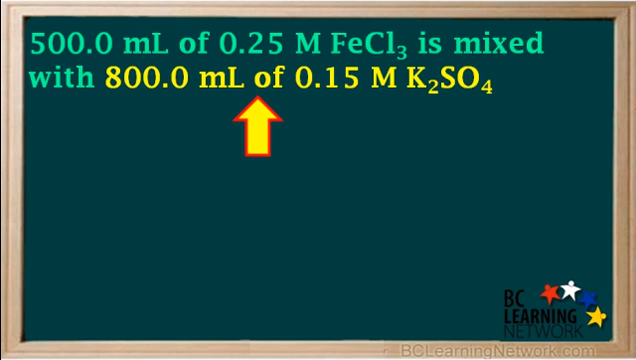 500.0 mL of 0.25 M FeCl₃ is mixed
with 800.0 mL of 0.15 M K₂SO₄
BC
LEARNING
NETWORK
BCLearningNetwork.com